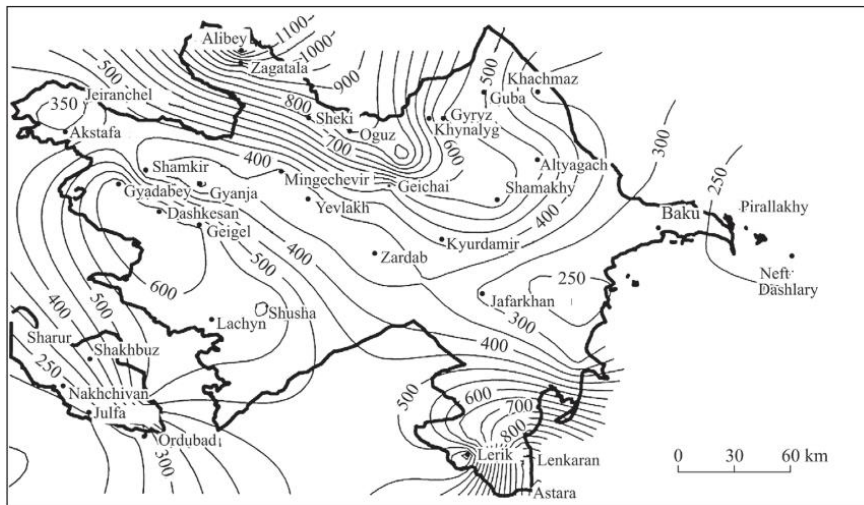 Alibey
1100
1000
Zagatala
900
500
500
Khachmaz
Jeiranchel
800
Guba
350
Sheki
Gyryz
Akstafa
Oguz
Khynalyg
700
600
300
Altyagach
Shamkir
400
250
Mingechevir
Geichai
Shamakhy
Gyadabey
Gyanja
Yevlakh
400
Pirallakhy
Dashkesan
Baku
Geigel
400
Kyurdamir
Zardab
500
Neft
600
250
Dashlary
Jafarkhan
400
500
Shusha
300
Lachyn
Sharur
400
Shakhbuz
250
600
500
Nakhchivan
700
Julfa
800
Ordubad
Lerik
Lenkaran
300
Astara
0 30 60 km